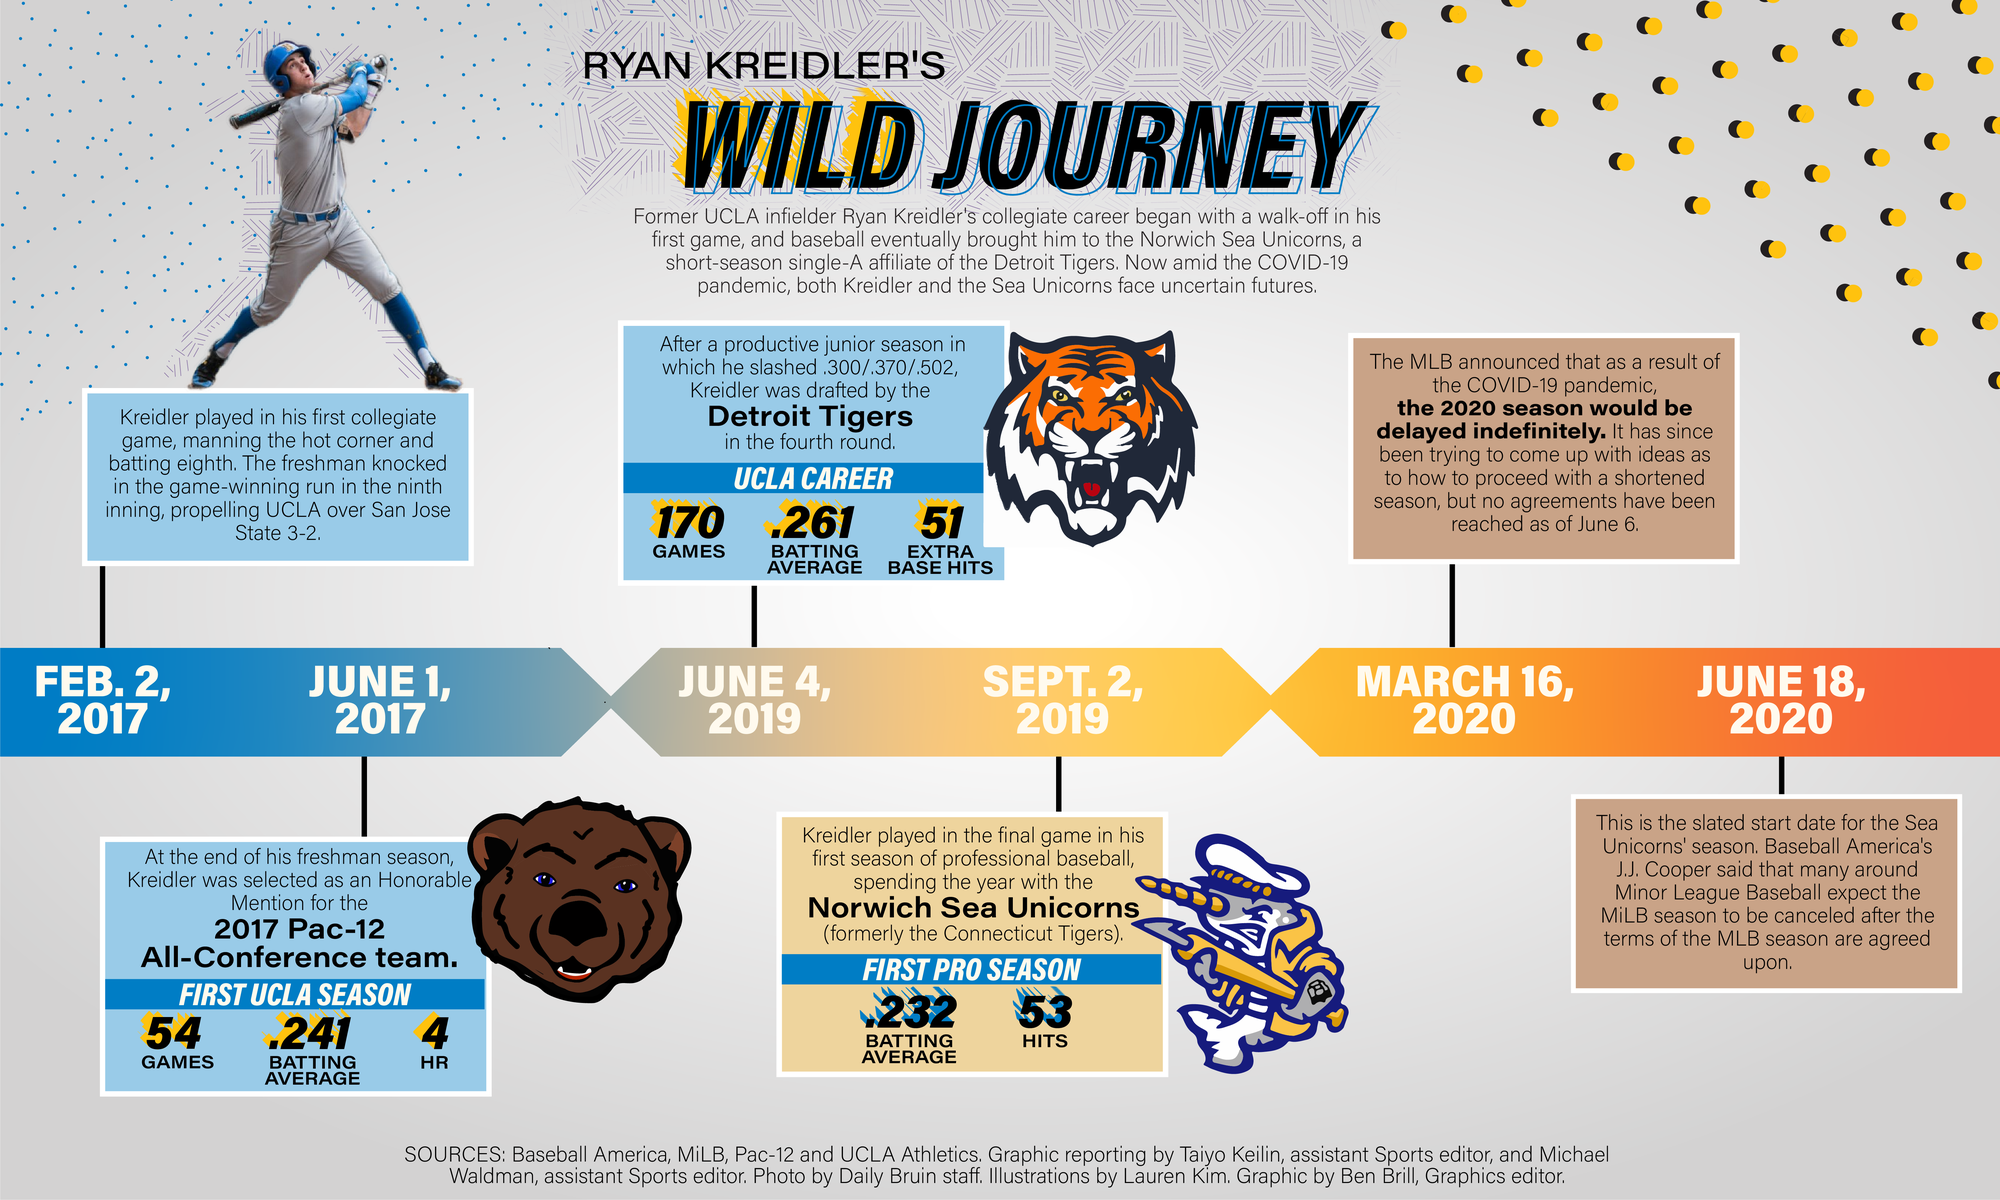 RYAN KREIDLER'S
WILD JOURNEY
Former UCLA infielder Ryan Kreidler's collegiate career began with a walk-off in his
first game, and baseball eventually brought him to the Norwich Sea Unicorns, a
short-season single-A affiliate of the Detroit Tigers. Now amid the COVID-19
pandemic, both Kreidler and the Sea Unicorns face uncertain futures.
Kreidler played in his first collegiate
game, manning the hot corner and
batting eighth. The freshman knocked
in the game-winning run in the ninth
inning, propelling UCLA over San Jose
State 3-2.
After a productive junior season in
which he slashed .300/.370/.502,
Kreidler was drafted by the
Detroit Tigers
in the fourth round.
UCLA CAREER
170 .261 51
GAMES BATTING EXTRA
AVERAGE BASE HITS
The MLB announced that as a result of
the COVID-19 pandemic,
the 2020 season would be
delayed indefinitely. It has since
been trying to come up with ideas as
to how to proceed with a shortened
season, but no agreements have been
reached as of June 6.
FEB. 2,
2017
JUNE 1,
2017
JUNE 4,
2019
SEPT. 2,
2019
MARCH 16,
2020
JUNE 18,
2020
At the end of his freshman season,
Kreidler was selected as an Honorable
Mention for the
2017 Pac-12
All-Conference team.
FIRST UCLA SEASON
54 .241 4
GAMES BATTING HR
AVERAGE
Kreidler played in the final game in his
first season of professional baseball,
spending the year with the
Norwich Sea Unicorns
(formerly the Connecticut Tigers).
FIRST PRO SEASON
.232 53
BATTING HITS
AVERAGE
This is the slated start date for the Sea
Unicorns' season. Baseball America's
J.J. Cooper said that many around
Minor League Baseball expect the
MiLB season to be canceled after the
terms of the MLB season are agreed
upon.
SOURCES: Baseball America, MiLB, Pac-12 and UCLA Athletics. Graphic reporting by Taiyo Keilin, assistant Sports editor, and Michael
Waldman, assistant Sports editor. Photo by Daily Bruin staff. Illustrations by Lauren Kim. Graphic by Ben Brill, Graphics editor.